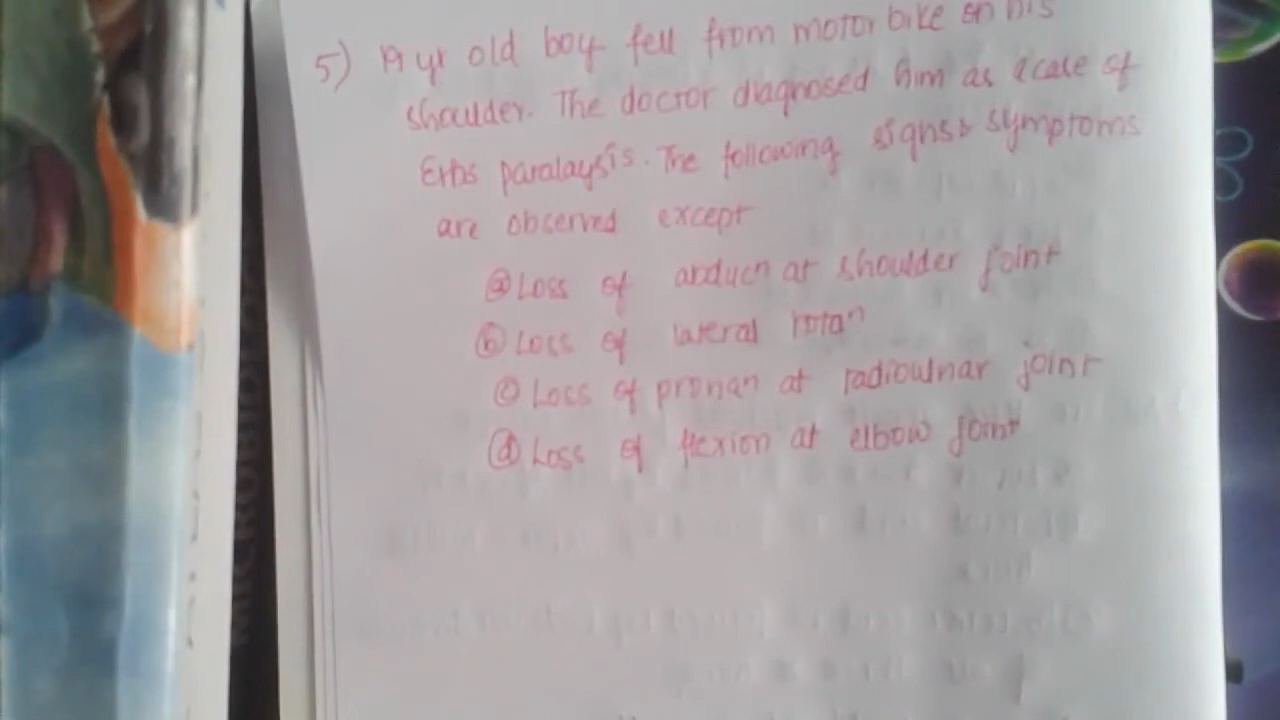 5) 19 yr old boy fell from motor bike on his
shoulder. The doctor diagnosed him as a case of
Erbs paralaysis. The following signs & symptoms
are observed except
ⓐ Loss of abducn at shoulder joint
ⓑ Loss of lateral rotan
ⓒ Loss of pronan at radioulnar joint
ⓓ Loss of flexion at elbow joint